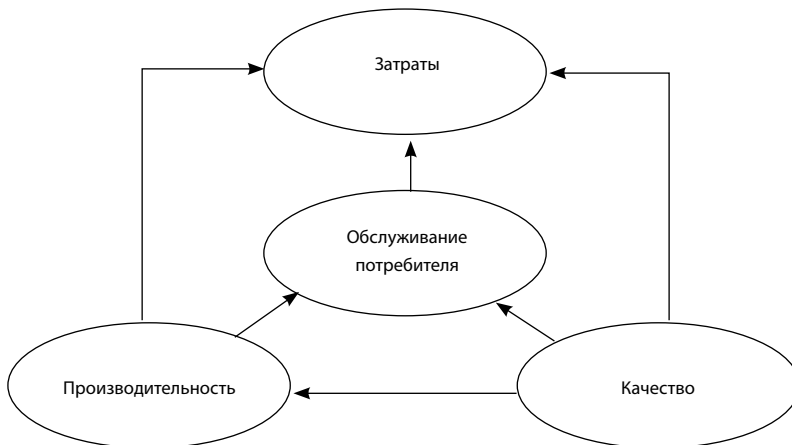 Затраты
Обслуживание
потребителя
Производительность
Качество